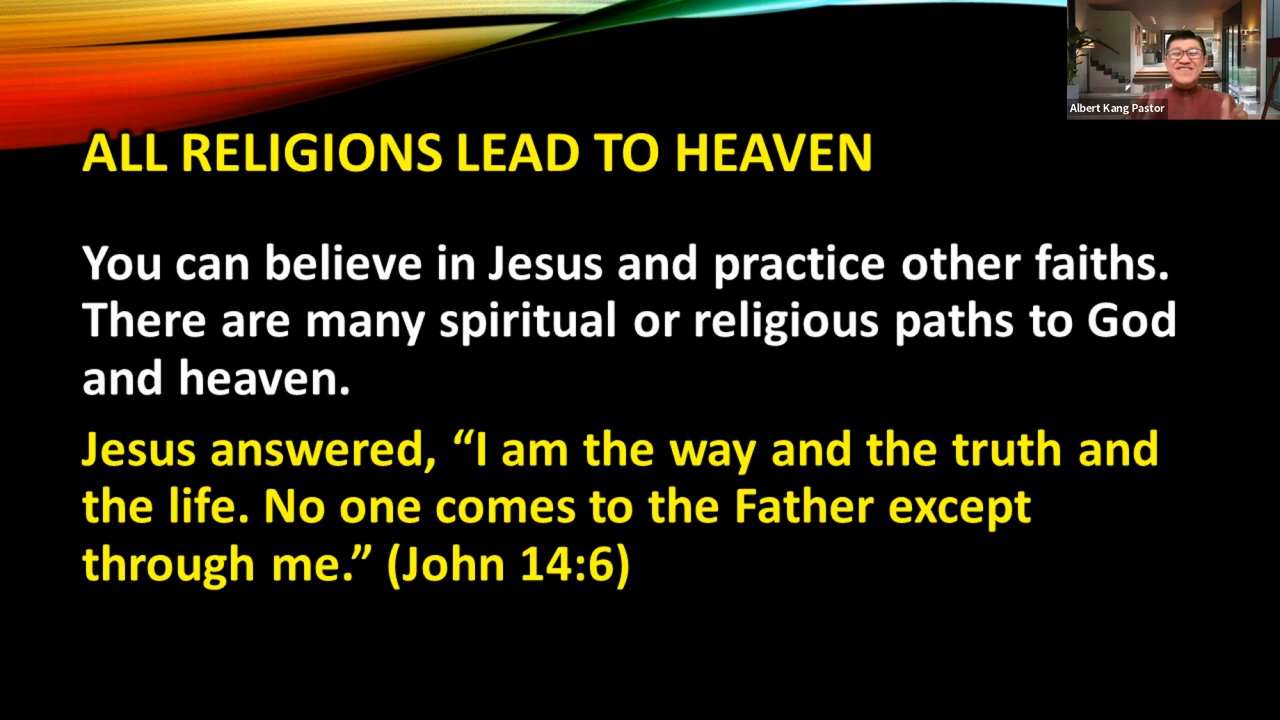 Albert Kang Pastor
ALL RELIGIONS LEAD TO HEAVEN
You can believe in Jesus and practice other faiths.
There are many spiritual or religious paths to God
and heaven.
Jesus answered, “I am the way and the truth and
the life. No one comes to the Father except
through me.” (John 14:6)